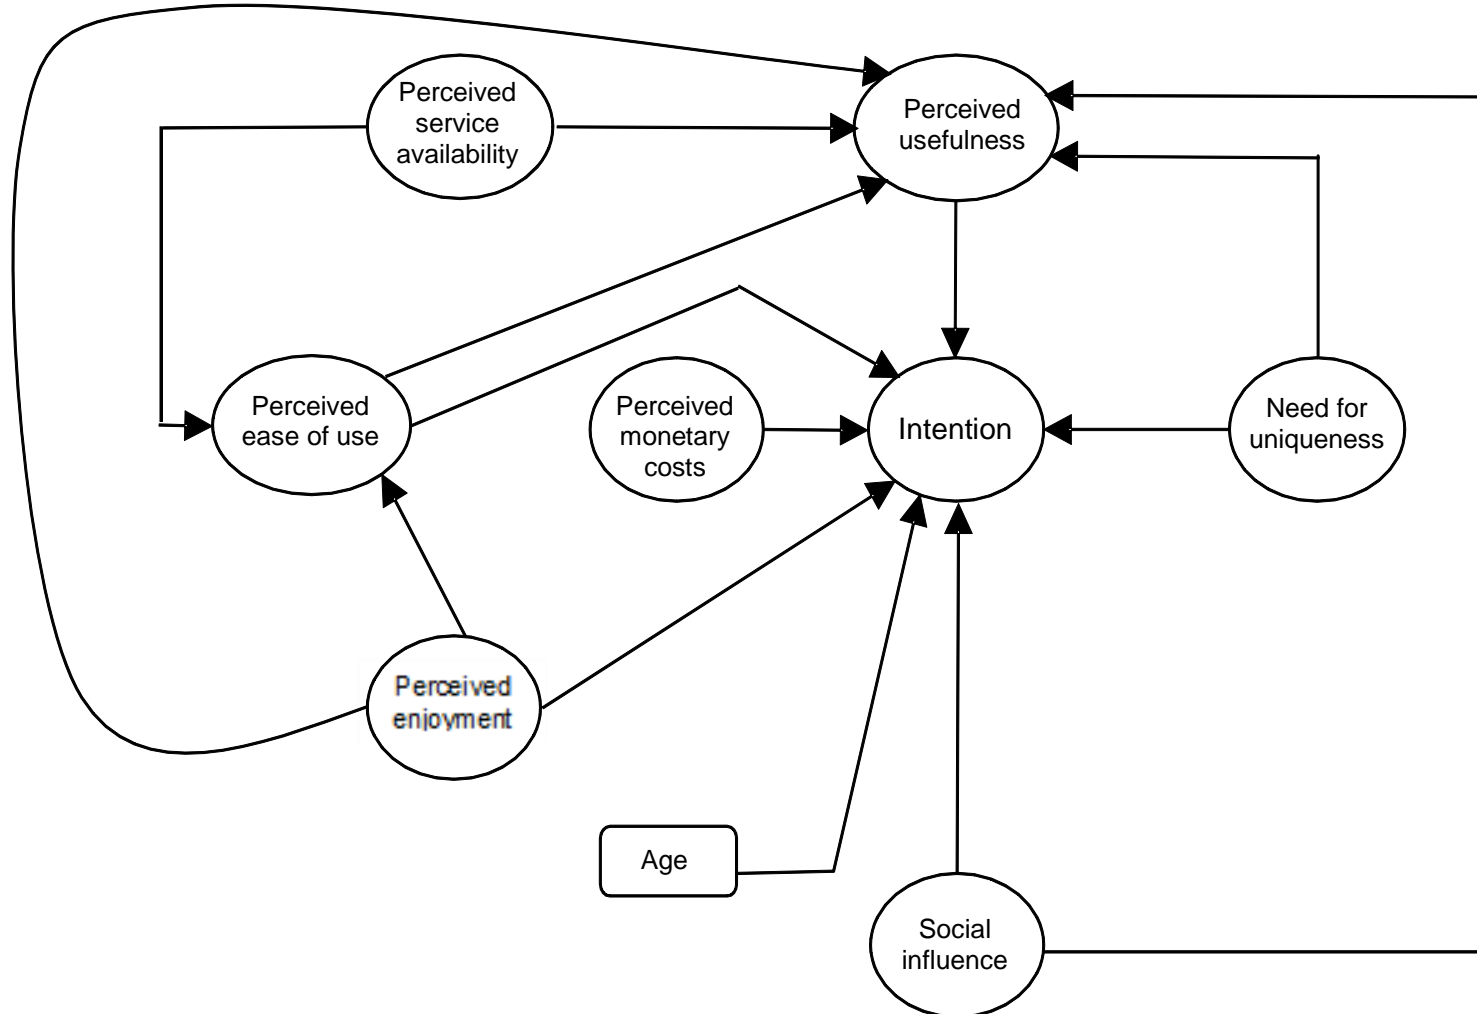 Perceived
service
availability
Perceived
usefulness
Perceived
ease of use
Perceived
monetary
costs
Intention
Need for
uniqueness
Perceived
enjoyment
Age
Social
influence